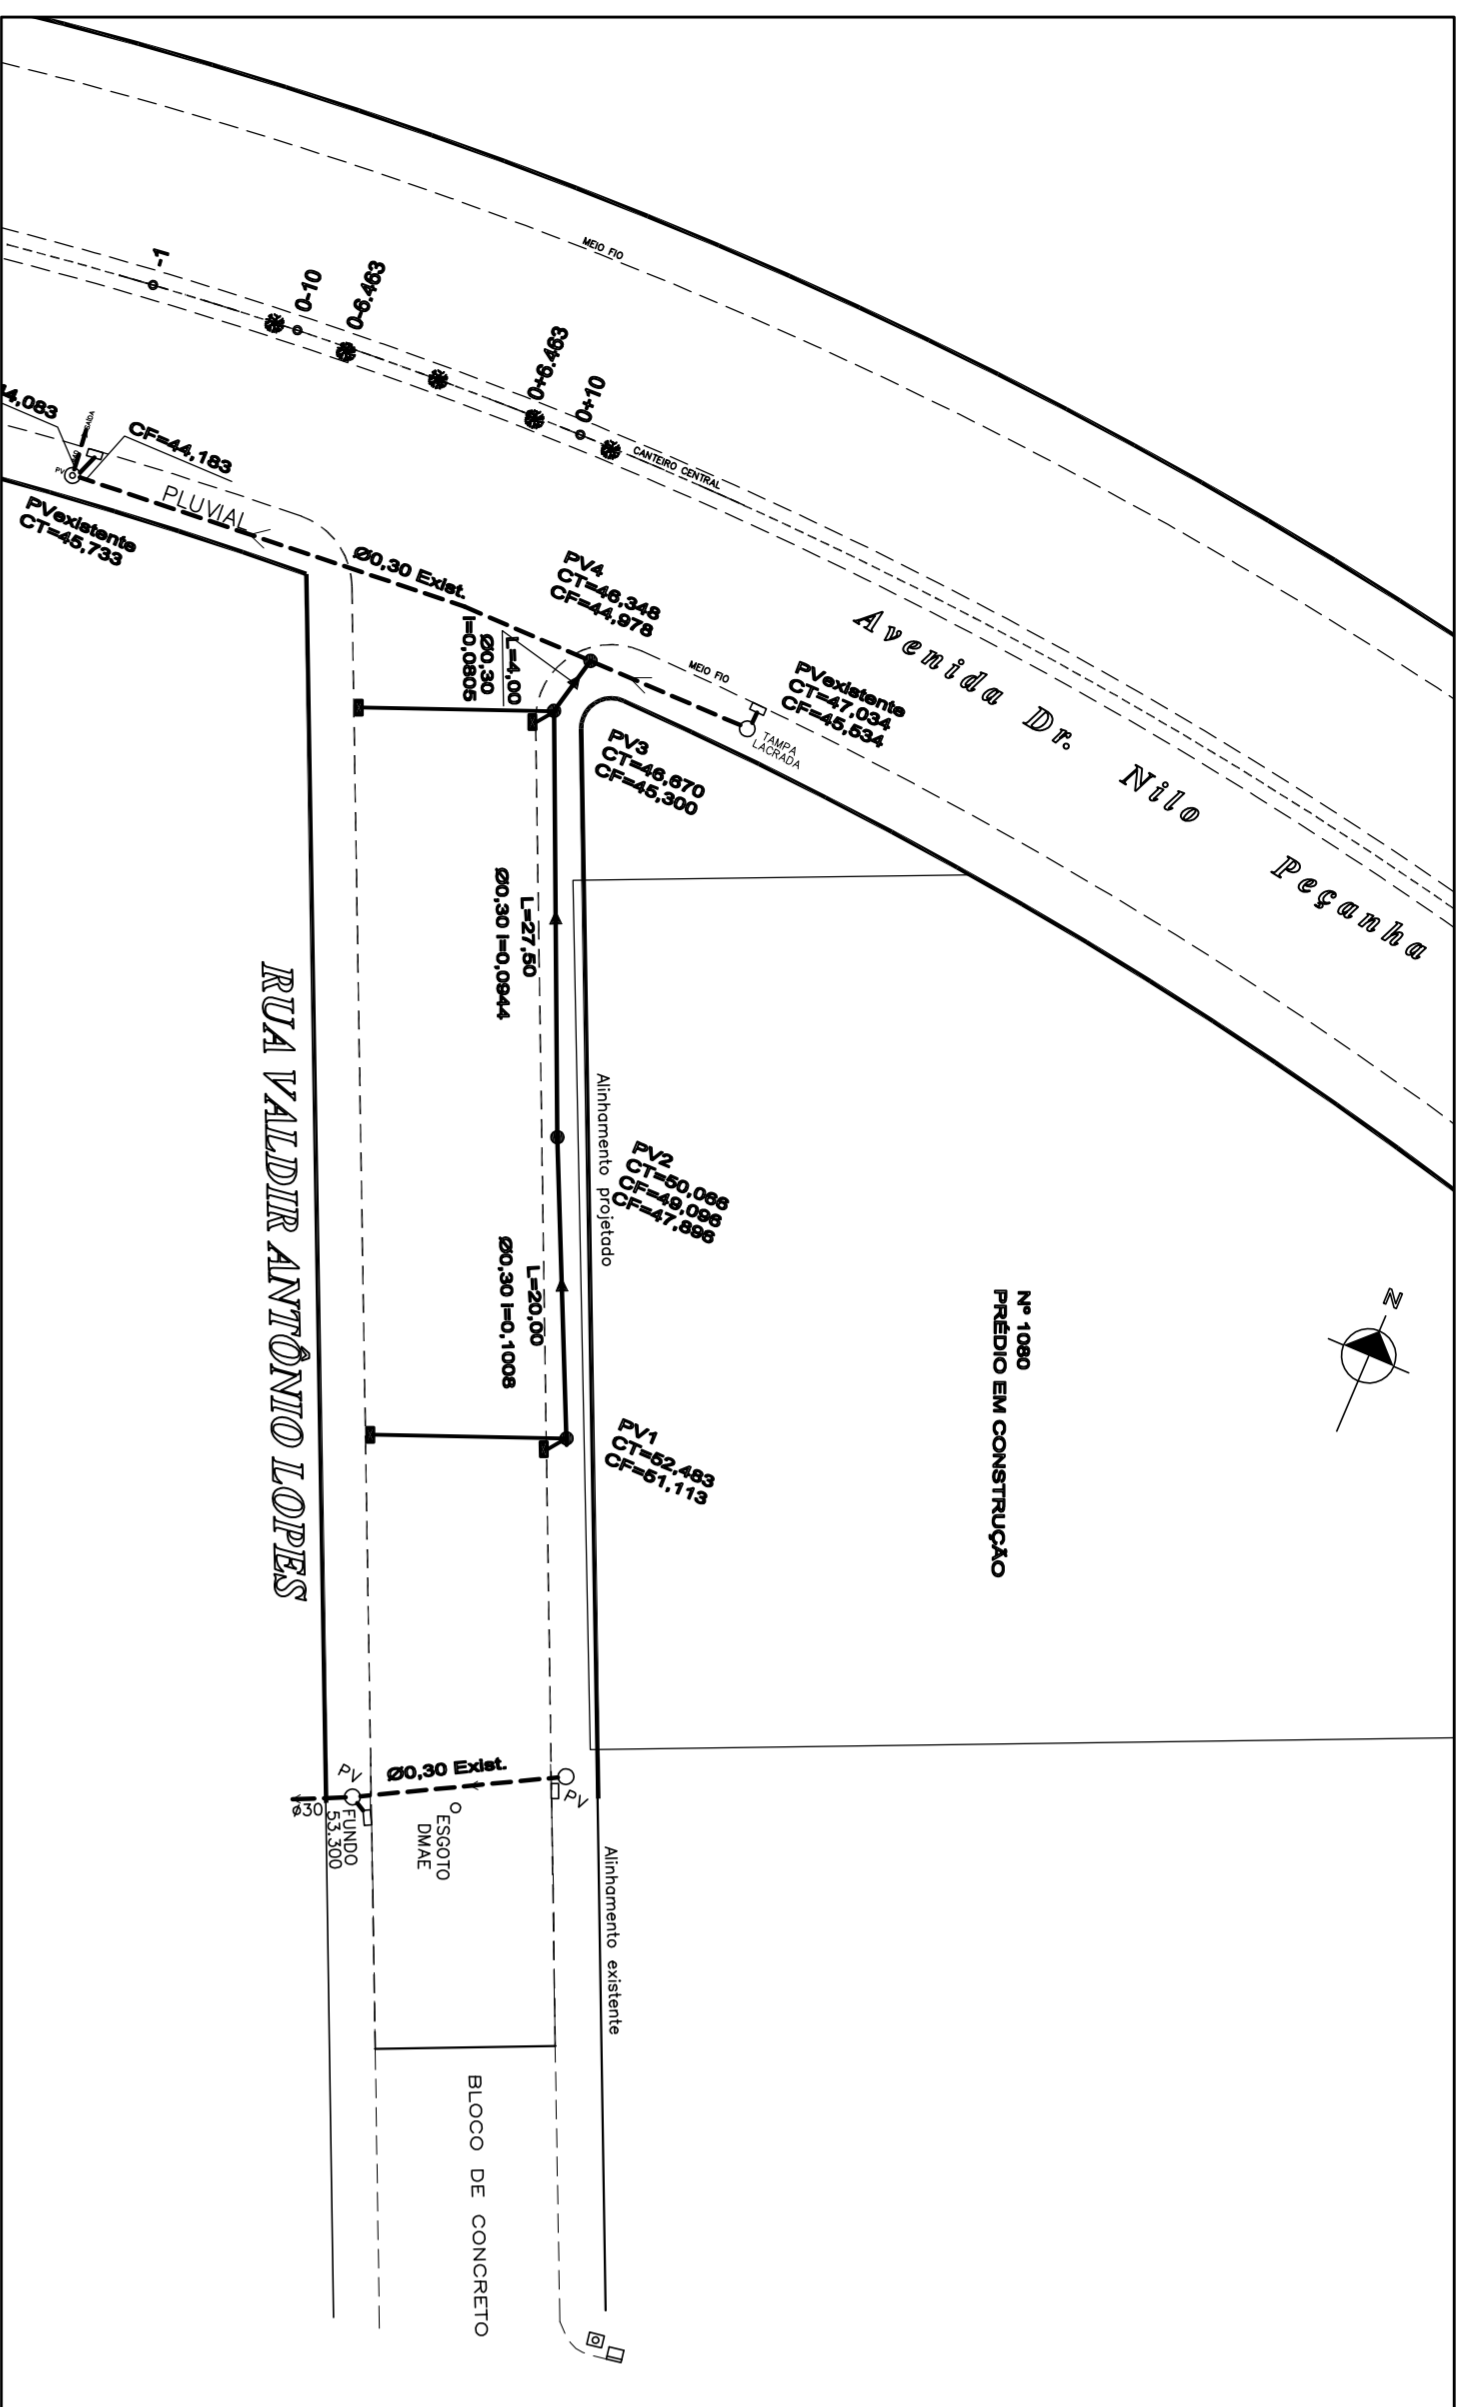 MEIO FIO
-1
0-10
0-6.463
0+6.463
0+10
CANTEIRO CENTRAL
Avenida Dr. Nilo Peçanha
4,083
SAÍDA
CF=44,183
PV
PLUVIAL
PVexistente
CT=45,733
Ø0,30 Exist.
PV4
CT=46,348
CF=44,978
L=4,00
Ø0,30
I=0,0805
MEIO FIO
PVexistente
CT=47,034
CF=45,534
TAMPA
LACRADA
PV3
CT=46,670
CF=45,300
L=27,50
Ø0,30 I=0,0944
Alinhamento projetado
PV2
CT=50,066
CF=49,096
CF=47,896
L=20,00
Ø0,30 I=0,1008
PV1
CT=52,483
CF=51,113
Nº 1080
PRÉDIO EM CONSTRUÇÃO
N
RUA VALDIR ANTÔNIO LOPES
PV
Ø0,30 Exist.
PV
ø30
FUNDO
53.300
ESGOTO
DMAE
Alinhamento existente
BLOCO DE CONCRETO